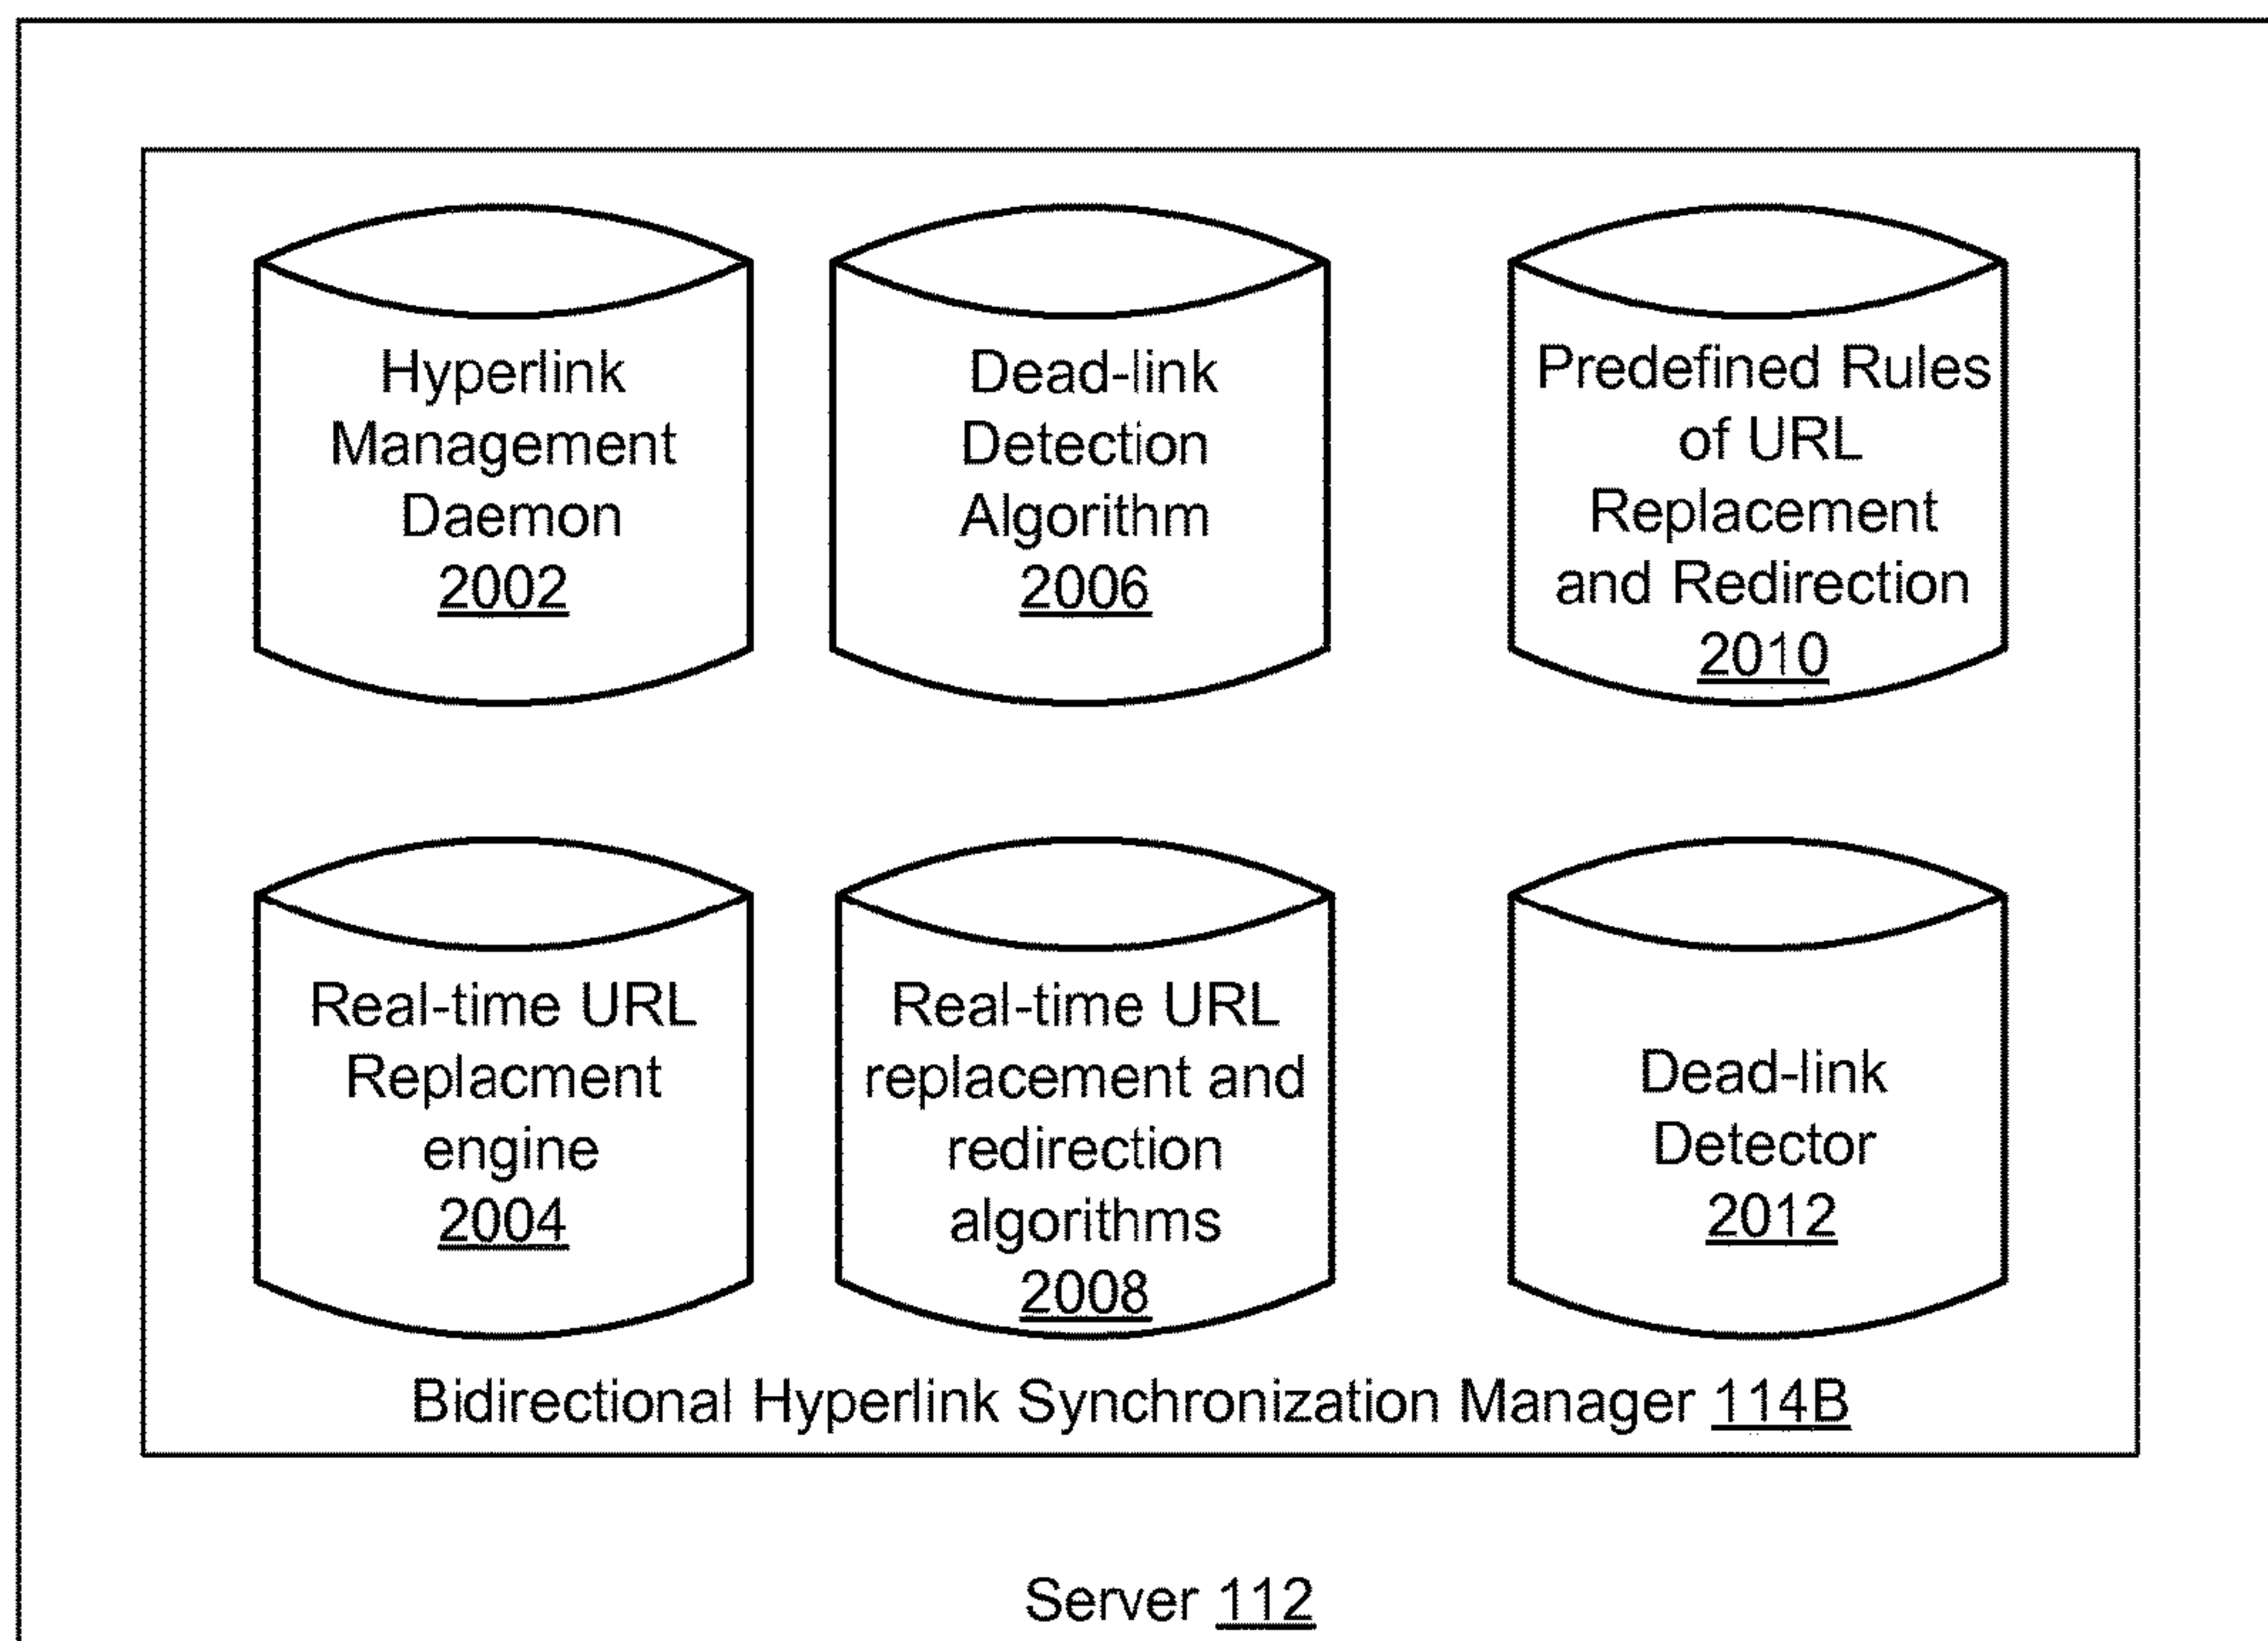 Hyperlink
Management
Daemon
2002
Dead-link
Detection
Algorithm
2006
Predefined Rules
of URL
Replacement
and Redirection
2010
Real-time URL
Replacment
engine
2004
Real-time URL
replacement and
redirection
algorithms
2008
Dead-link
Detector
2012
Bidirectional Hyperlink Synchronization Manager 114B
Server 112